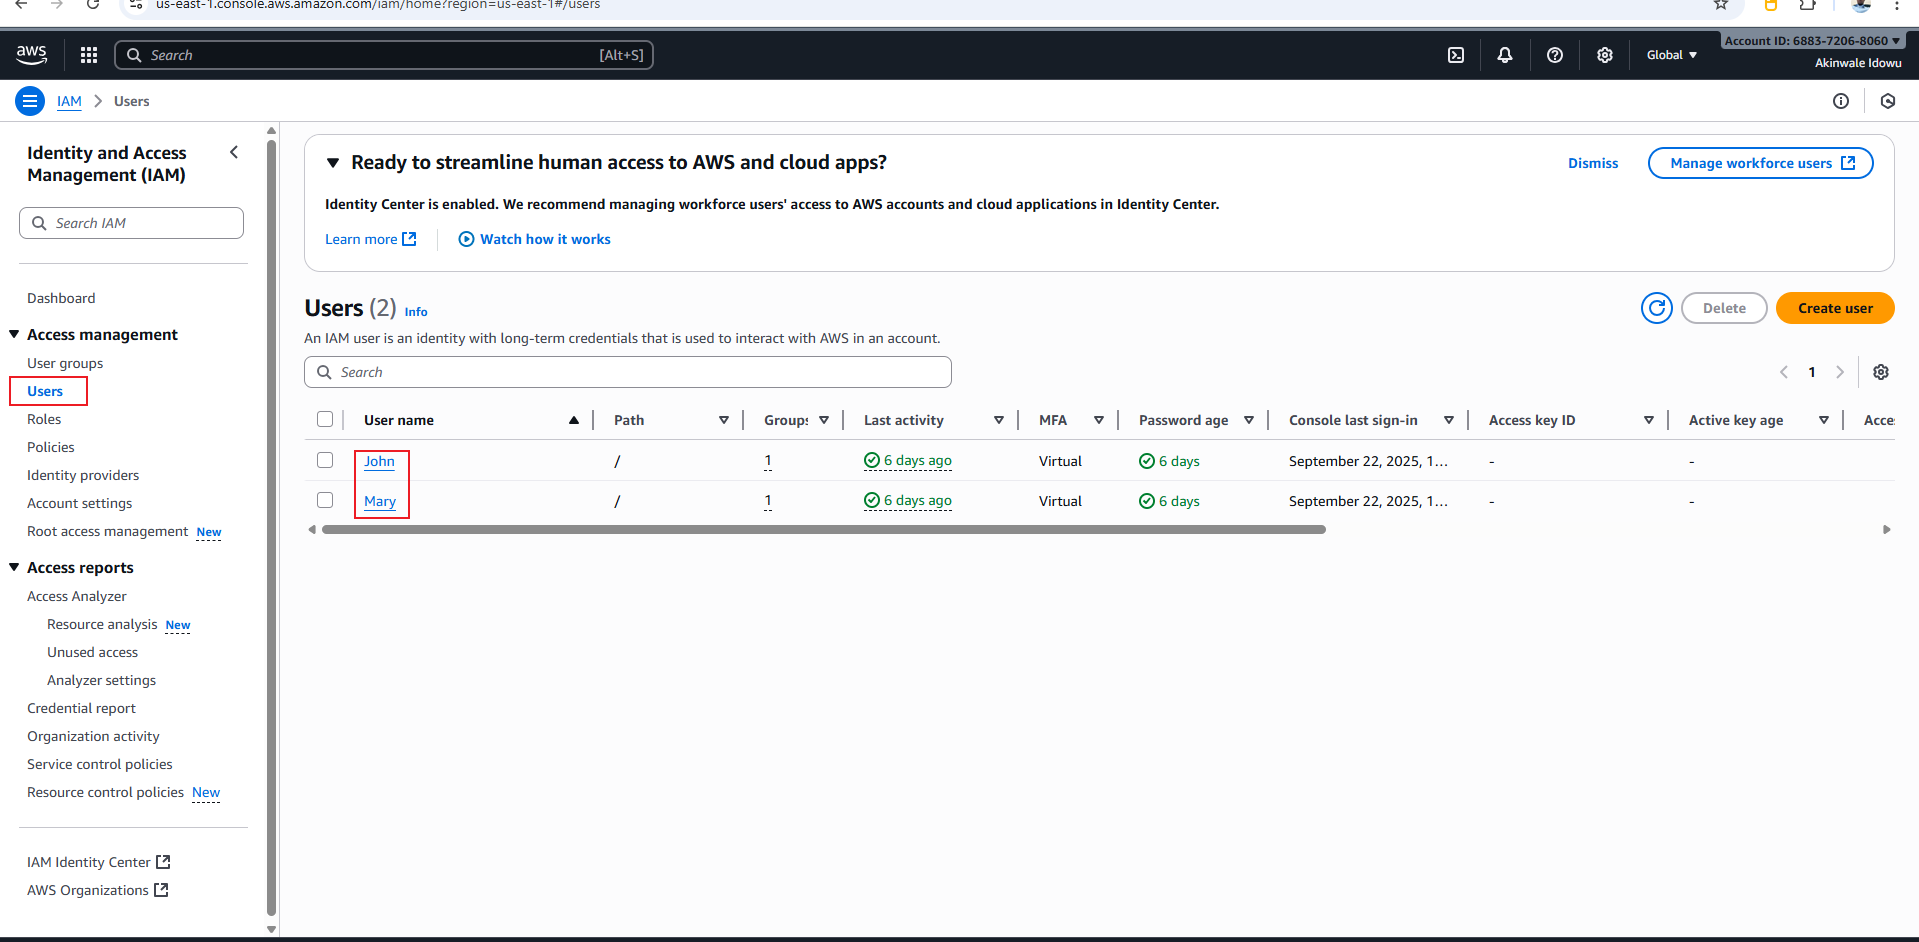 us-east-1.console.aws.amazon.com/iam/home?region=us-east-1#/users
aws
Search
[Alt+S]
Global
Account ID: 6883-7206-8060
Akinwale Idowu
IAM
Users
Identity and Access
Management (IAM)
Search IAM
Dashboard
Access management
User groups
Users
Roles
Policies
Identity providers
Account settings
Root access management New
Access reports
Access Analyzer
Resource analysis New
Unused access
Analyzer settings
Credential report
Organization activity
Service control policies
Resource control policies New
IAM Identity Center
AWS Organizations
Ready to streamline human access to AWS and cloud apps?
Dismiss
Manage workforce users
Identity Center is enabled. We recommend managing workforce users' access to AWS accounts and cloud applications in Identity Center.
Learn more
Watch how it works
Users (2) Info
Delete
Create user
An IAM user is an identity with long-term credentials that is used to interact with AWS in an account.
Search
1
User name Path Groups Last activity MFA Password age Console last sign-in Access key ID Active key age Acce
John / 1 6 days ago Virtual 6 days September 22, 2025, 1... - -
Mary / 1 6 days ago Virtual 6 days September 22, 2025, 1... - -